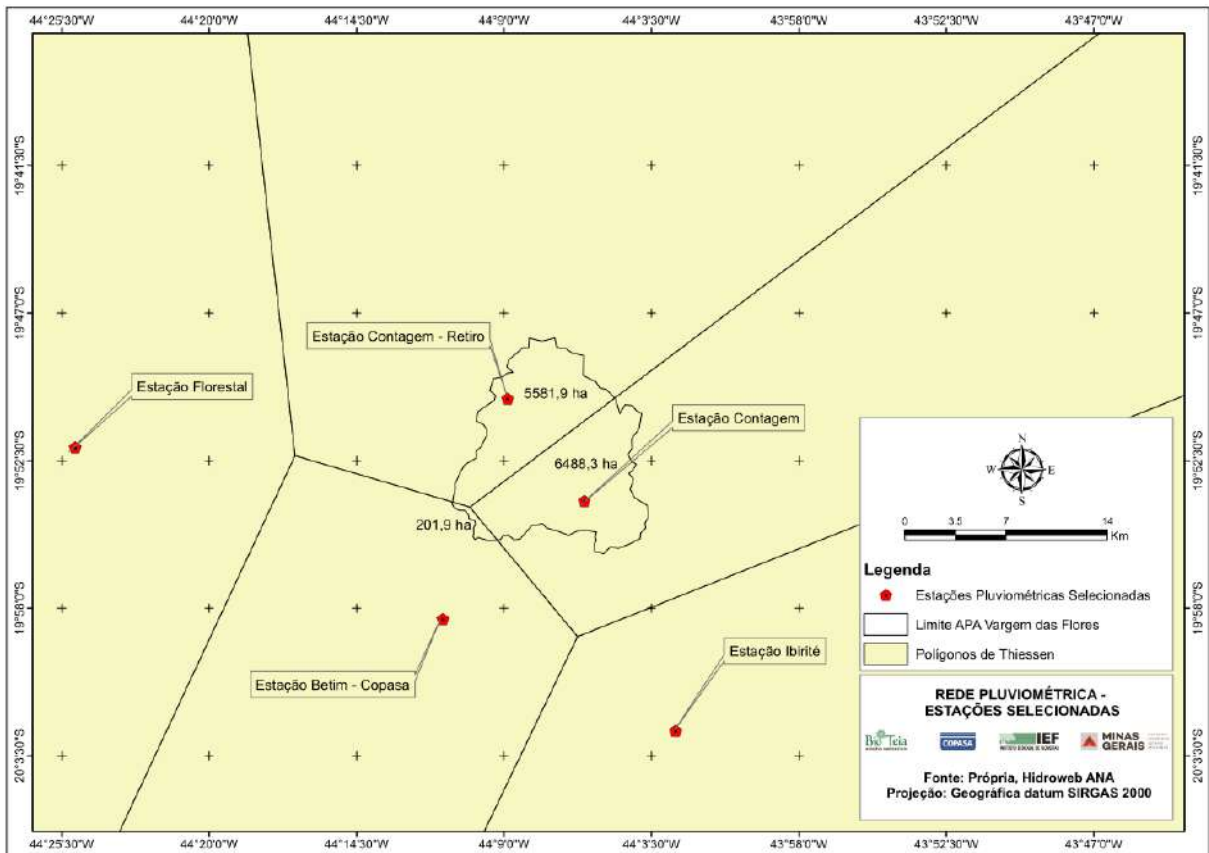 44°25'30"W 44°20'0"W 44°14'30"W 44°9'0"W 44°3'30"W 43°58'0"W 43°52'30"W 43°47'0"W
19°41'30"S 19°41'30"S
19°47'0"S 19°47'0"S
Estação Contagem - Retiro
Estação Florestal
5581,9 ha
Estação Contagem
19°52'30"S 19°52'30"S
6488,3 ha
201,9 ha
N
W E
S
0 3.5 7 14
Km
Legenda
Estações Pluviométricas Selecionadas
Limite APA Vargem das Flores
Polígonos de Thiessen
19°58'0"S 19°58'0"S
Estação Ibirité
Estação Betim - Copasa
REDE PLUVIOMÉTRICA -
ESTAÇÕES SELECIONADAS
Bio Teia
COPASA
IEF
MINAS
GERAIS
20°3'30"S 20°3'30"S
Fonte: Própria, Hidroweb ANA
Projeção: Geográfica datum SIRGAS 2000
44°25'30"W 44°20'0"W 44°14'30"W 44°9'0"W 44°3'30"W 43°58'0"W 43°52'30"W 43°47'0"W